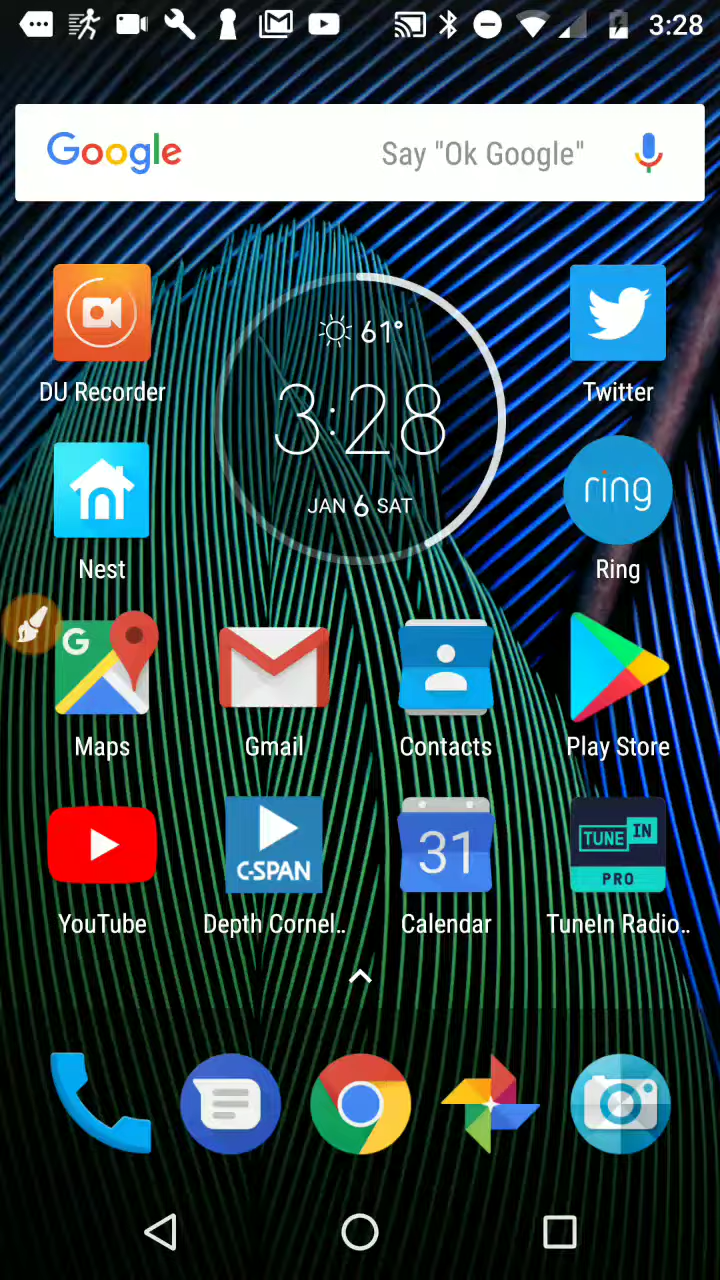 3:28
Google Say "Ok Google"
61°
3:28
JAN 6 SAT
DU Recorder
Twitter
ring
Nest
Ring
G
Maps
Gmail
Contacts
Play Store
C-SPAN
31
TUNE IN
PRO
YouTube
Depth Cornel..
Calendar
TuneIn Radio..